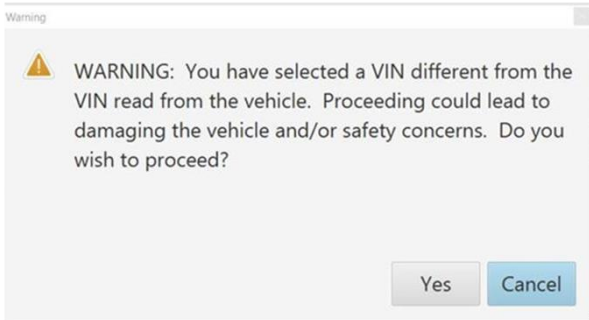 Warning
WARNING: You have selected a VIN different from the
VIN read from the vehicle. Proceeding could lead to
damaging the vehicle and/or safety concerns. Do you
wish to proceed?
Yes Cancel